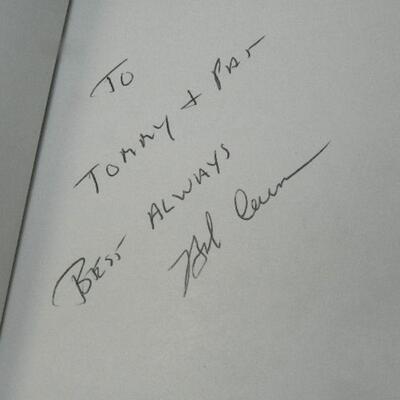 To
TOMMY + PAT
BEST ALWAYS